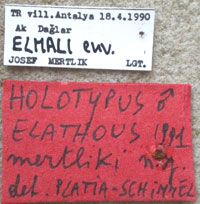 TR vill.Antalya 18.4.1990
Ak Dağlar
ELMALI env.
JOSEF MERTLIK LGT.
HOLOTYPUS ♂
ELATHOUS 1991
mertliki n.
det. PLATIA-SCHIMMEL